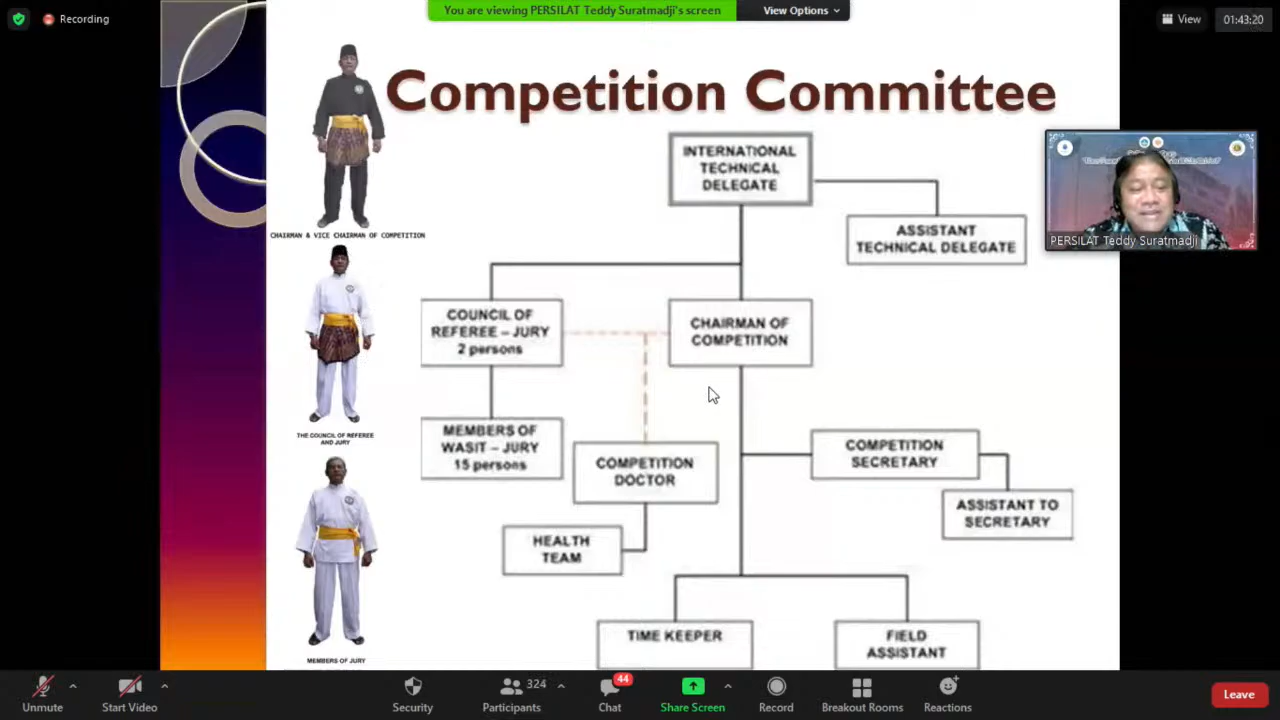 Recording
You are viewing PERSILAT Teddy Suratmadji's screen
View Options
View
01:43:20
Competition Committee
INTERNATIONAL
TECHNICAL
DELEGATE
ASSISTANT
TECHNICAL DELEGATE
PERSILAT Teddy Suratmadji
CHAIRMAN & VICE CHAIRMAN OF COMPETITION
COUNCIL OF
REFEREE – JURY
2 persons
CHAIRMAN OF
COMPETITION
THE COUNCIL OF REFEREE
AND JURY
MEMBERS OF
WASIT – JURY
15 persons
COMPETITION
DOCTOR
COMPETITION
SECRETARY
ASSISTANT TO
SECRETARY
HEALTH
TEAM
TIME KEEPER
FIELD
ASSISTANT
MEMBERS OF JURY
Unmute
Start Video
Security
324
Participants
44
Chat
Share Screen
Record
Breakout Rooms
Reactions
Leave